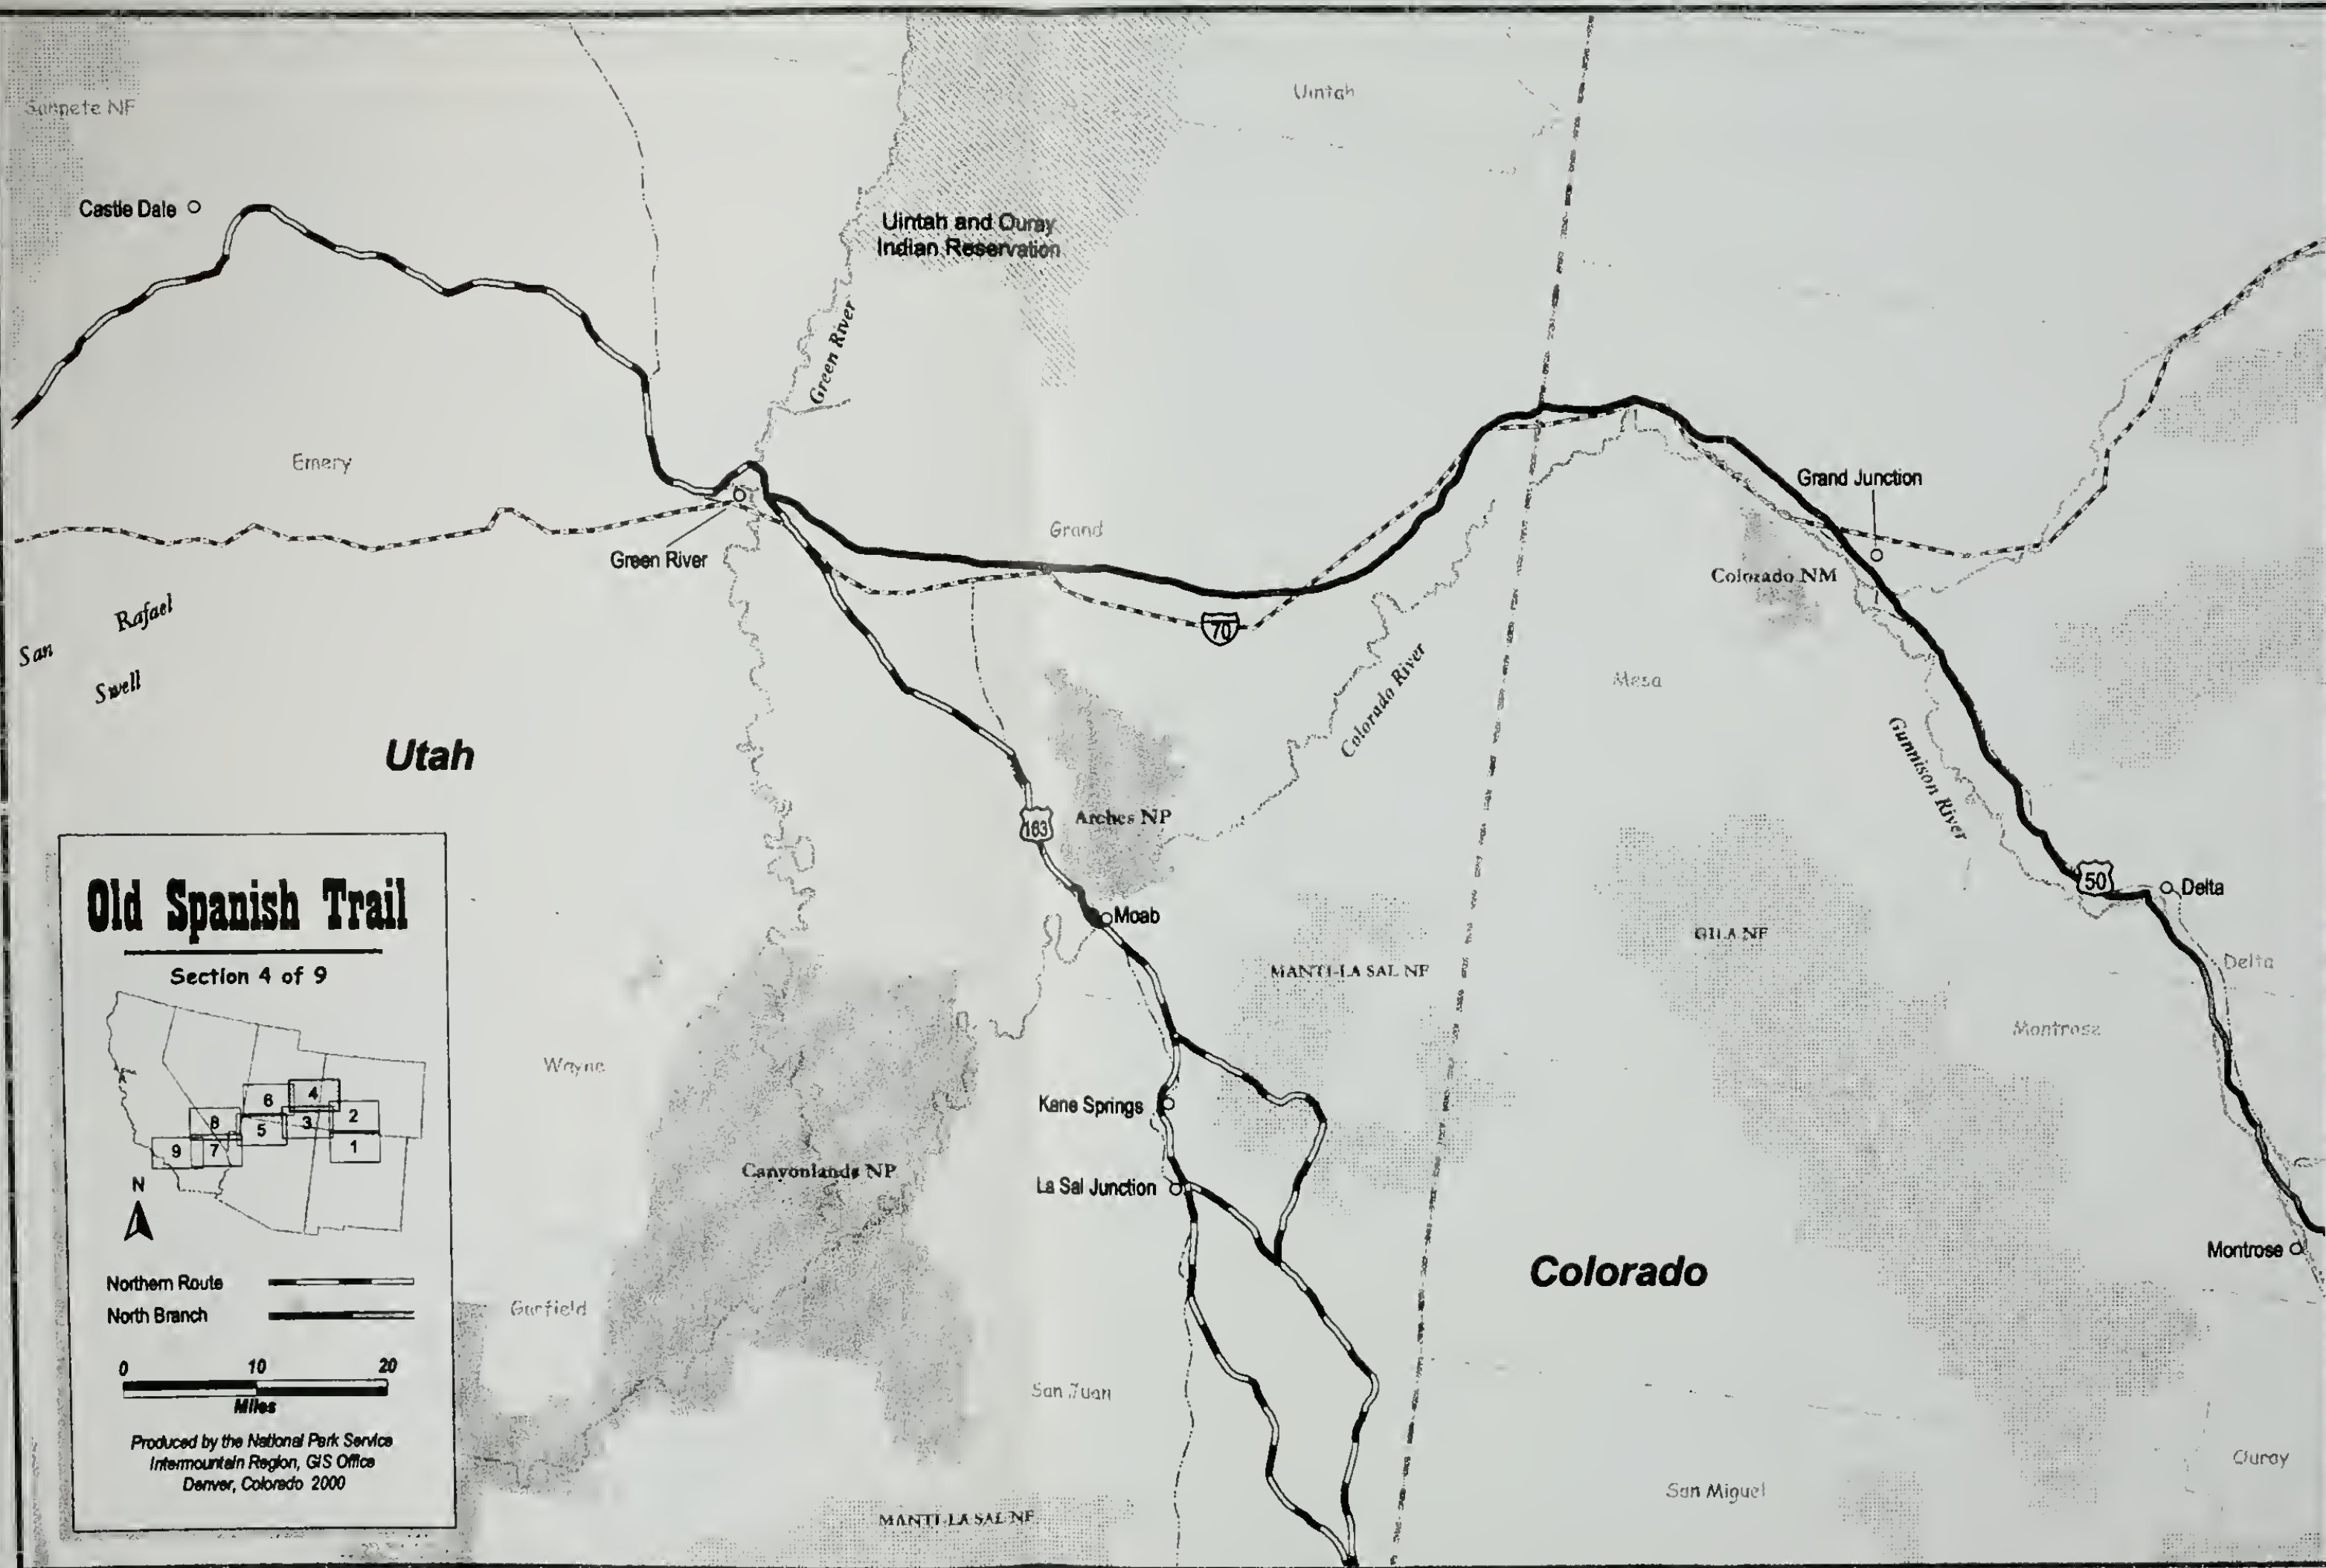 Sanpete NF
Uintah
Castle Dale
Uintah and Ouray
Indian Reservation
Green River
Emery
Grand Junction
Grand
Green River
Colorado NM
70
San
Rafael
Swell
Colorado River
Mesa
Gunnison River
Utah
163
Arches NP
50
Delta
Moab
GILA NF
MANTI-LA SAL NF
Delta
Montrose
Wayne
Kane Springs
Canyonlands NP
La Sal Junction
Montrose
Colorado
Garfield
San Juan
Ouray
San Miguel
MANTI-LA SAL NF
Old Spanish Trail
Section 4 of 9
6
4
8
5
3
2
9
7
1
N
Northern Route
North Branch
0 10 20
Miles
Produced by the National Park Service
Intermountain Region, GIS Office
Denver, Colorado 2000